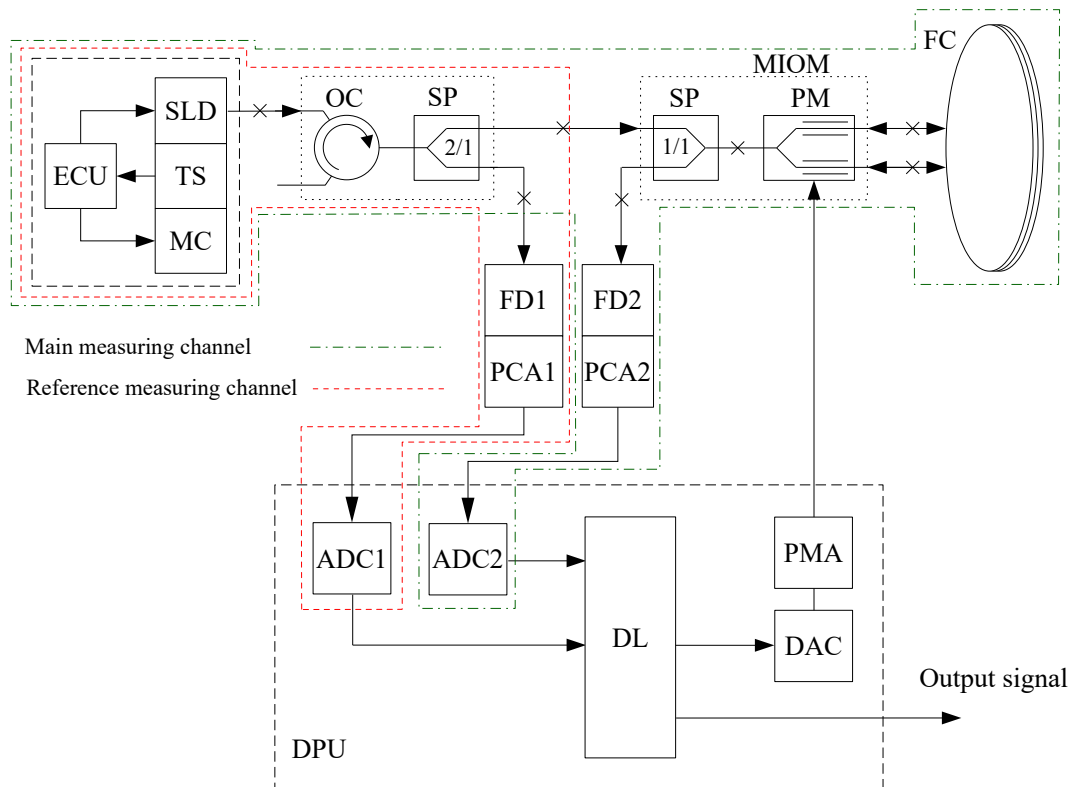 FC
MIOM
OC
SP
SP
PM
SLD
ECU
TS
MC
2/1
1/1
FD1
FD2
PCA1
PCA2
Main measuring channel
Reference measuring channel
ADC1
ADC2
DL
PMA
DAC
Output signal
DPU